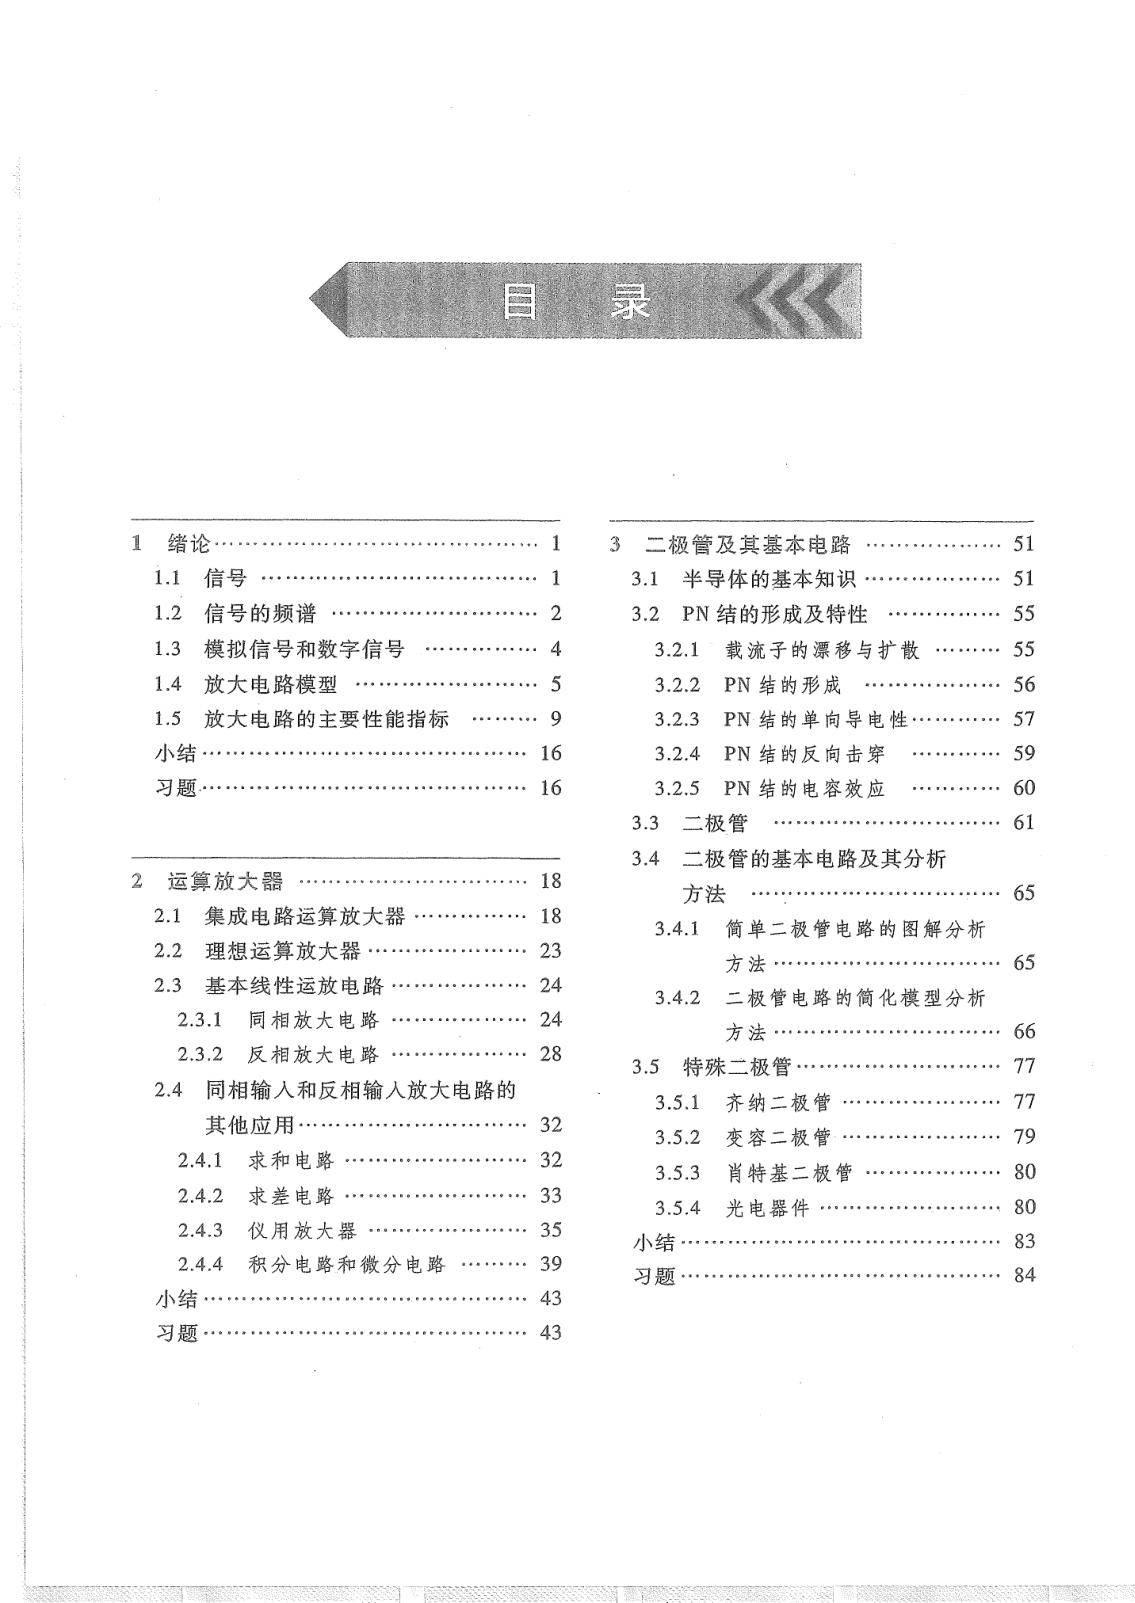 目 录
1 绪论 …………………………………… 1
1.1 信号 ……………………………… 1
1.2 信号的频谱 ……………………… 2
1.3 模拟信号和数字信号 …………… 4
1.4 放大电路模型 …………………… 5
1.5 放大电路的主要性能指标 ……… 9
小结 …………………………………… 16
习题 …………………………………… 16
2 运算放大器 ………………………… 18
2.1 集成电路运算放大器 …………… 18
2.2 理想运算放大器 ………………… 23
2.3 基本线性运放电路 ……………… 24
2.3.1 同相放大电路 ……………… 24
2.3.2 反相放大电路 ……………… 28
2.4 同相输入和反相输入放大电路的
其他应用 ………………………… 32
2.4.1 求和电路 …………………… 32
2.4.2 求差电路 …………………… 33
2.4.3 仪用放大器 ………………… 35
2.4.4 积分电路和微分电路 ……… 39
小结 …………………………………… 43
习题 …………………………………… 43
3 二极管及其基本电路 ……………… 51
3.1 半导体的基本知识 ……………… 51
3.2 PN 结的形成及特性 …………… 55
3.2.1 载流子的漂移与扩散 ……… 55
3.2.2 PN 结的形成 ……………… 56
3.2.3 PN 结的单向导电性 ………… 57
3.2.4 PN 结的反向击穿 ………… 59
3.2.5 PN 结的电容效应 ………… 60
3.3 二极管 ………………………… 61
3.4 二极管的基本电路及其分析
方法 …………………………… 65
3.4.1 简单二极管电路的图解分析
方法 ………………………… 65
3.4.2 二极管电路的简化模型分析
方法 ………………………… 66
3.5 特殊二极管 ……………………… 77
3.5.1 齐纳二极管 ………………… 77
3.5.2 变容二极管 ………………… 79
3.5.3 肖特基二极管 ……………… 80
3.5.4 光电器件 …………………… 80
小结 …………………………………… 83
习题 …………………………………… 84